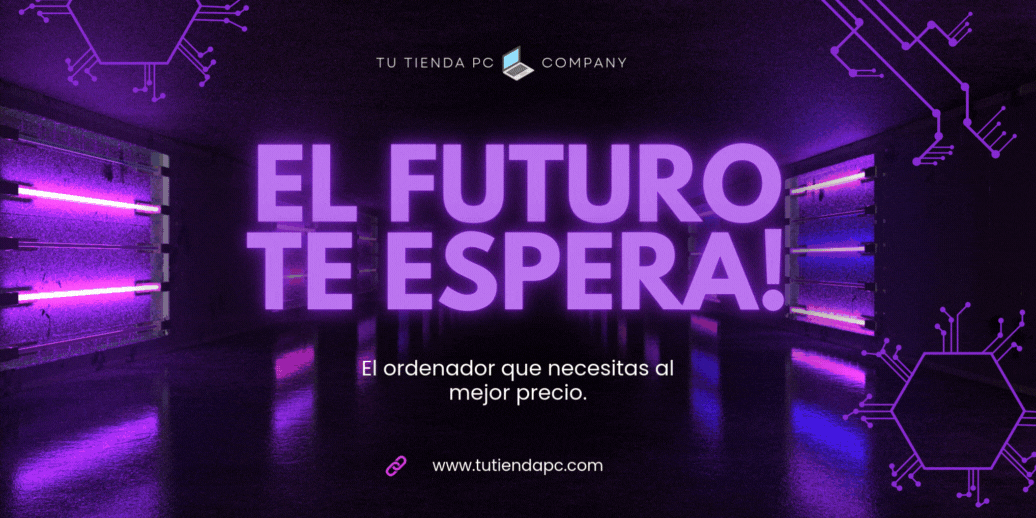 TU TIENDA PC COMPANY
EL FUTURO
TE ESPERA!
El ordenador que necesitas al
mejor precio.
www.tutiendapc.com